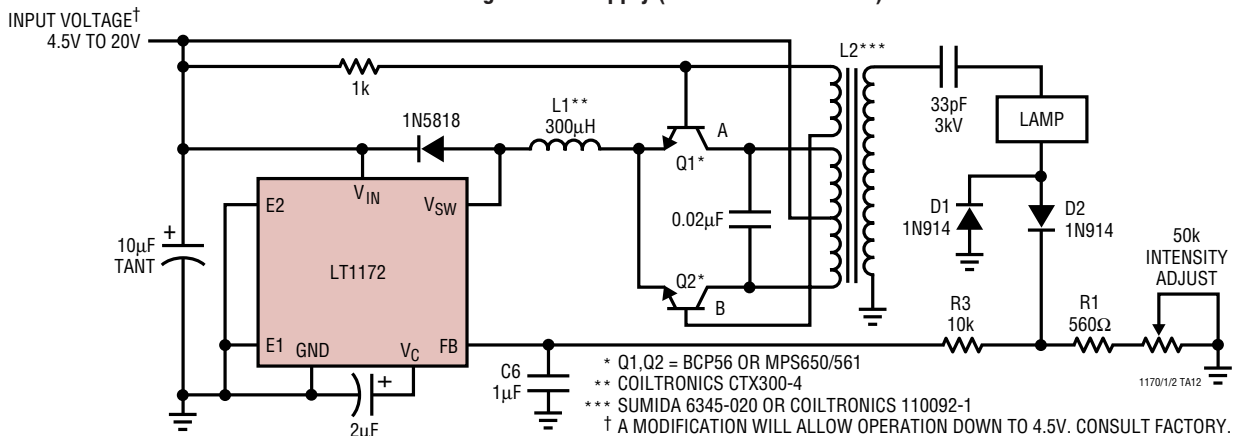 INPUT VOLTAGE†
4.5V TO 20V
1k
L2***
33pF
3kV
LAMP
1N5818
L1**
300µH
A
Q1*
0.02µF
Q2*
B
D1
1N914
D2
1N914
50k
INTENSITY
ADJUST
10µF
TANT
+
E2
VIN
VSW
LT1172
E1
GND
VC
FB
+
2µF
C6
1µF
R3
10k
R1
560Ω
* Q1,Q2 = BCP56 OR MPS650/561
** COILTRONICS CTX300-4
*** SUMIDA 6345-020 OR COILTRONICS 110092-1
† A MODIFICATION WILL ALLOW OPERATION DOWN TO 4.5V. CONSULT FACTORY.
1170/1/2 TA12